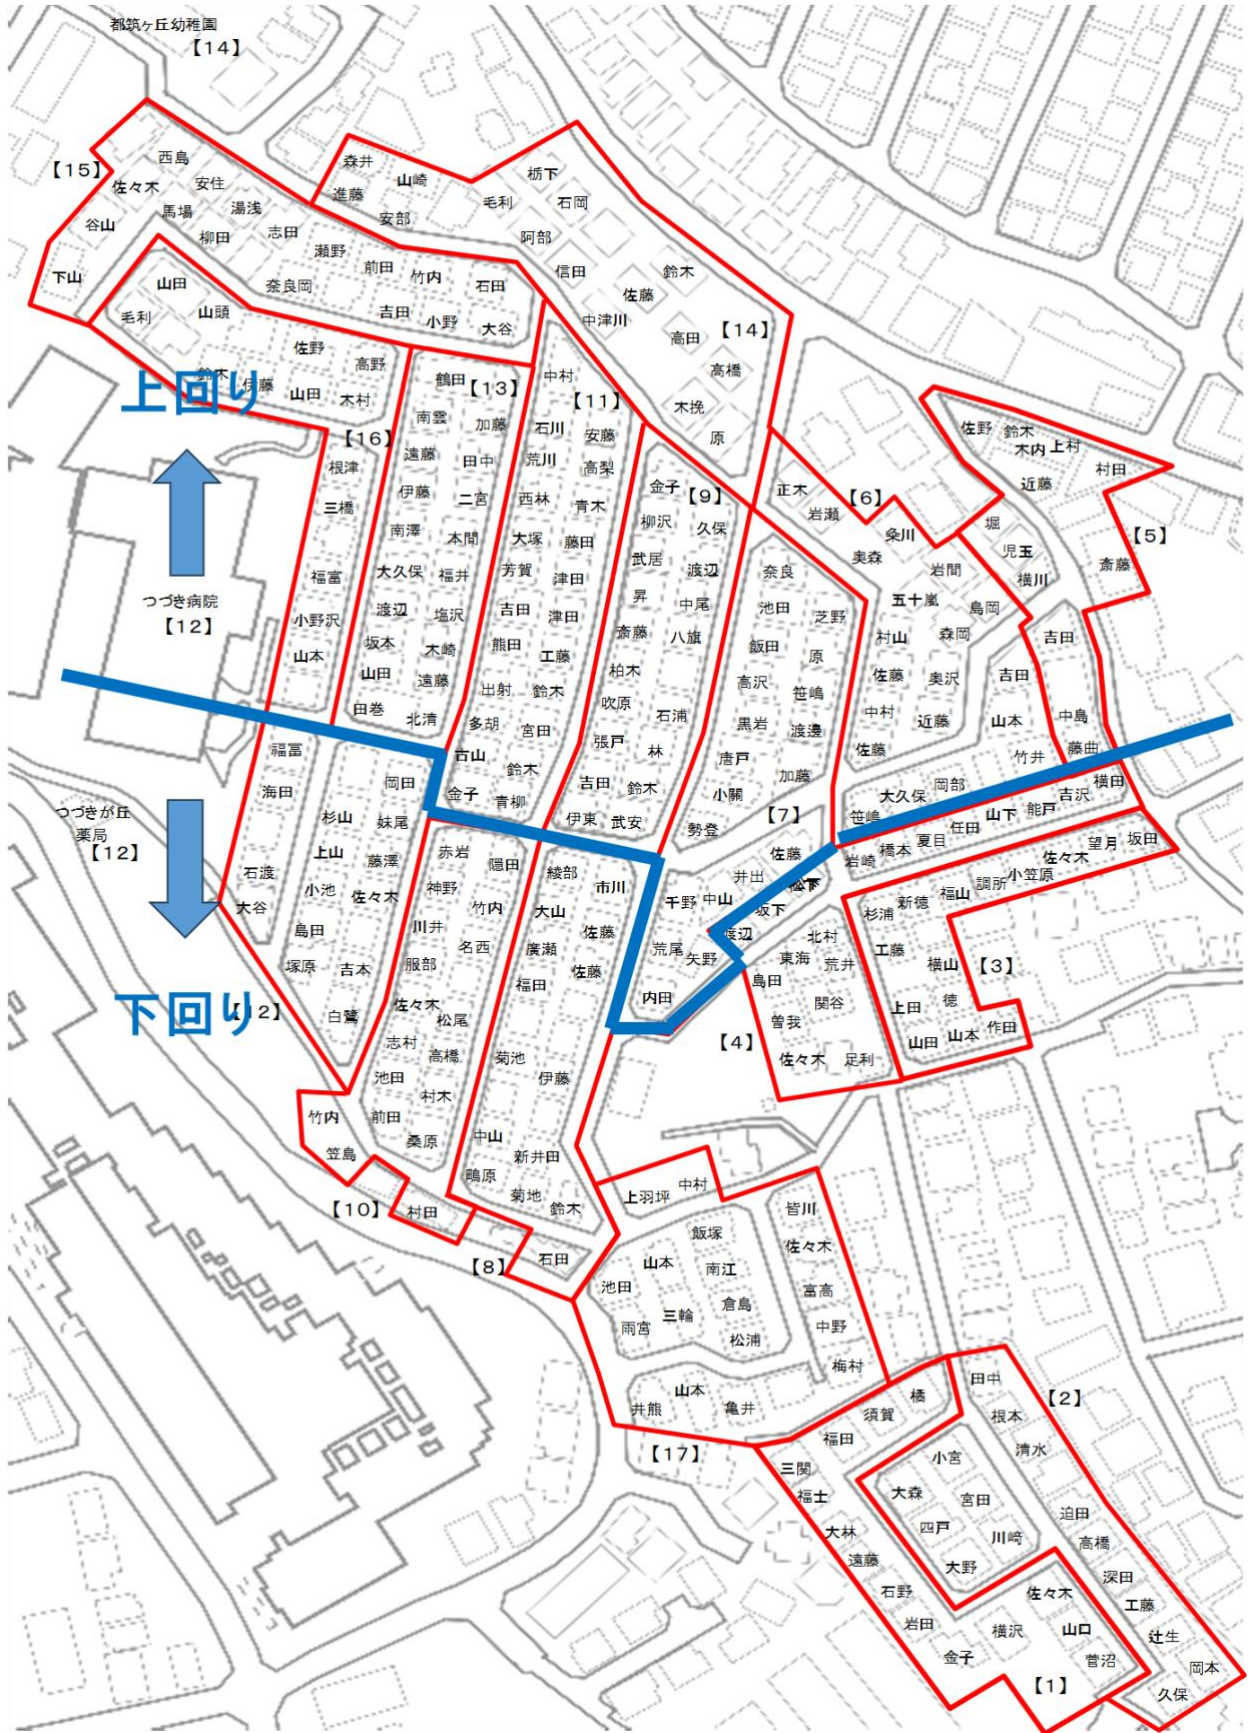 都筑ヶ丘幼稚園
【14】
【15】
西島
佐々木
安住
谷山
馬場
湯浅
柳田
志田
下山
瀬野
奈良岡
前田
竹内
石田
吉田
小野
大谷
森井
進藤
山崎
安部
毛利
栃下
石岡
阿部
信田
鈴木
佐藤
中津川
高田
【14】
高橋
木挽
原
山田
毛利
山頭
佐野
高野
鈴木
伊藤
山田
木村
上回り
【16】
根津
三橋
福富
小野沢
山本
つづき病院
【12】
鶴田
【13】
南雲
加藤
遠藤
田中
伊藤
二宮
南澤
本間
大久保
福井
渡辺
塩沢
坂本
木崎
山田
遠藤
田巻
北清
中村
【11】
石川
安藤
荒川
高梨
西林
青木
大塚
藤田
芳賀
津田
吉田
津田
熊田
工藤
出射
鈴木
多胡
宮田
古山
鈴木
金子
青柳
金子
【9】
柳沢
久保
武居
渡辺
昇
中尾
斎藤
八旗
柏木
吹原
石浦
張戸
林
吉田
鈴木
伊東
武安
奈良
池田
芝野
飯田
原
高沢
笹嶋
黒岩
渡邊
唐戸
加藤
小關
勢登
【7】
佐藤
井出
松下
千野
中山
坂下
渡辺
荒尾
矢野
内田
正木
【6】
岩瀬
粂川
奥森
岩間
五十嵐
島岡
村山
森岡
佐藤
奥沢
中村
近藤
佐藤
吉田
山本
竹井
岡部
大久保
笹嶋
佐野
鈴木
木内
上村
村田
近藤
堀
児玉
横川
【5】
斎藤
吉田
中島
藤曲
横田
吉沢
能戸
山下
任田
夏目
橋本
岩崎
坂田
望月
佐々木
小笠原
調所
福山
新徳
杉浦
工藤
横山
【3】
徳
上田
山田
山本
作田
北村
東海
荒井
島田
関谷
曽我
【4】
佐々木
足利
つづきが丘
薬局
【12】
福冨
海田
石渡
大谷
岡田
杉山
妹尾
上山
藤澤
小池
佐々木
島田
塚原
吉本
白鷺
下回り
【12】
赤岩
隠田
神野
竹内
川井
名西
服部
佐々木
松尾
志村
高橋
池田
村木
前田
桑原
竹内
笠島
【10】
村田
綾部
市川
大山
佐藤
廣瀬
佐藤
福田
菊池
伊藤
中山
新井田
鴫原
菊地
鈴木
【8】
石田
上羽坪
中村
飯塚
山本
南江
池田
倉島
三輪
雨宮
松浦
皆川
佐々木
富高
中野
梅村
山本
井熊
亀井
【17】
橘
須賀
福田
三関
福士
大林
遠藤
石野
岩田
金子
横沢
佐々木
山口
菅沼
【1】
小宮
大森
宮田
四戸
川崎
大野
田中
【2】
根本
清水
迫田
高橋
深田
工藤
辻生
岡本
久保